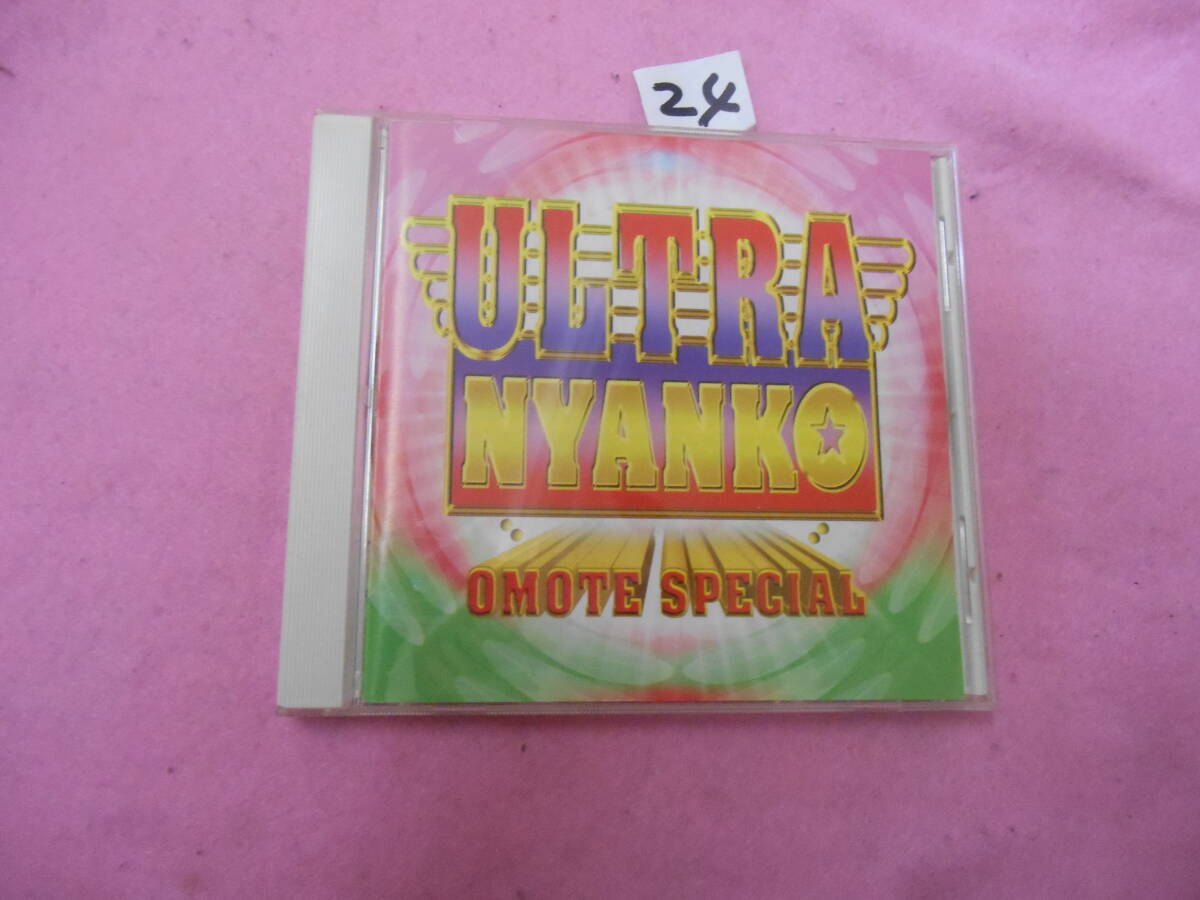 24
ULTRA
NYANKO
OMOTE SPECIAL